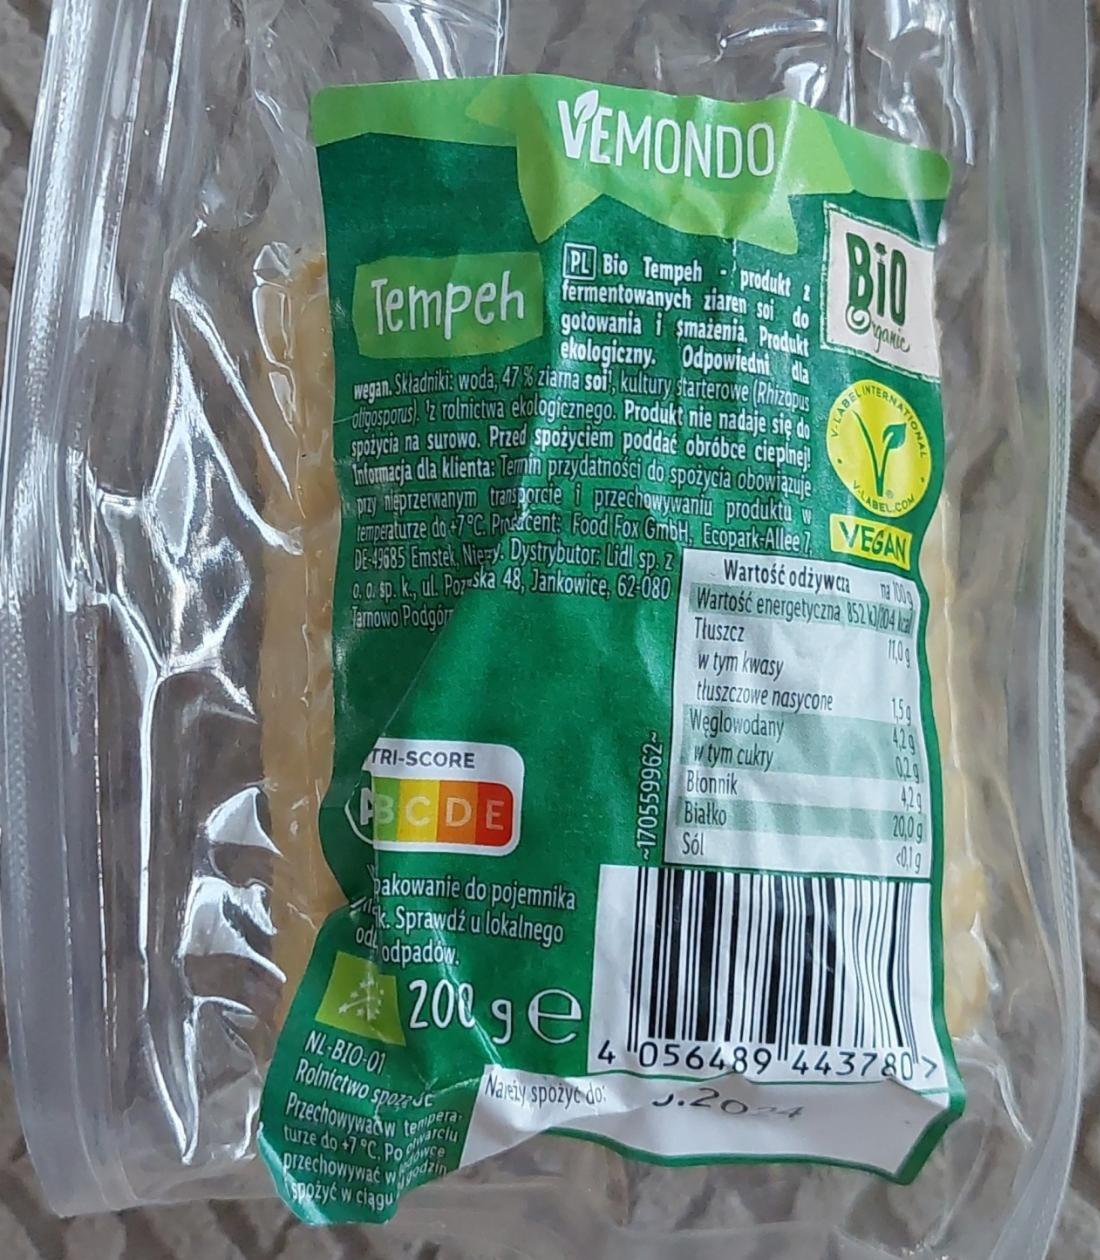 VEMONDO
Tempeh
BiO
Organic
PL Bio Tempeh - produkt z
fermentowanych ziaren soi do
gotowania i smażenia. Produkt
ekologiczny. Odpowiedni dla
wegan. Składniki: woda, 47 % ziarna soi¹, kultury starterowe (Rhizopus
oligosporus). ¹z rolnictwa ekologicznego. Produkt nie nadaje się do
spożycia na surowo. Przed spożyciem poddać obróbce cieplnej!
Informacja dla klienta: Termin przydatności do spożycia obowiązuje
przy nieprzerwanym transporcie i przechowywaniu produktu w
temperaturze do +7°C. Producent: Food Fox GmbH, Ecopark-Allee 7,
DE-49685 Emstek, Dystrybutor: Lidl sp. z
o. o. sp. k., ul. 48, Jankowice, 62-080
Tarnowo Podgór
V-LABEL INTERNATIONAL
V-LABEL.COM
VEGAN
Wartość odżywcza na 100 g
Wartość energetyczna 852 kJ/ kcal
Tłuszcz 11,0 g
w tym kwasy
tłuszczowe nasycone 1,5 g
Węglowodany 4,2 g
w tym cukry 0,2 g
Błonnik 4,2 g
Białko 20,0 g
Sól <0,1 g
~1705559962~
TRI-SCORE
A B C D E
pakowanie do pojemnika
k. Sprawdź u lokalnego
odpadów.
200 g e
4 056489 443780 >
NL-BIO-01
Rolnictwo
Należy spożyć do: .2024
Przechowywać w tempera-
turze do +7 °C. Po otwarciu
przechowywać w lodówce
spożyć w ciągu godzin